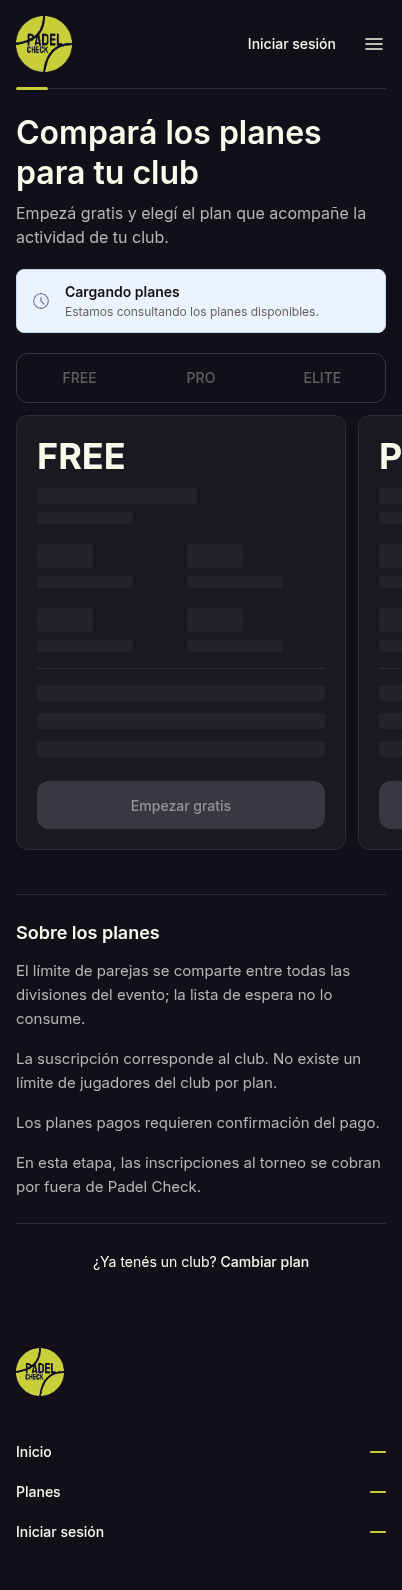 PADEL
CHECK
Iniciar sesión
Compará los planes
para tu club
Empezá gratis y elegí el plan que acompañe la
actividad de tu club.
Cargando planes
Estamos consultando los planes disponibles.
FREE PRO ELITE
FREE
P
Empezar gratis
Sobre los planes
El límite de parejas se comparte entre todas las
divisiones del evento; la lista de espera no lo
consume.
La suscripción corresponde al club. No existe un
límite de jugadores del club por plan.
Los planes pagos requieren confirmación del pago.
En esta etapa, las inscripciones al torneo se cobran
por fuera de Padel Check.
¿Ya tenés un club? Cambiar plan
PADEL
CHECK
Inicio
Planes
Iniciar sesión